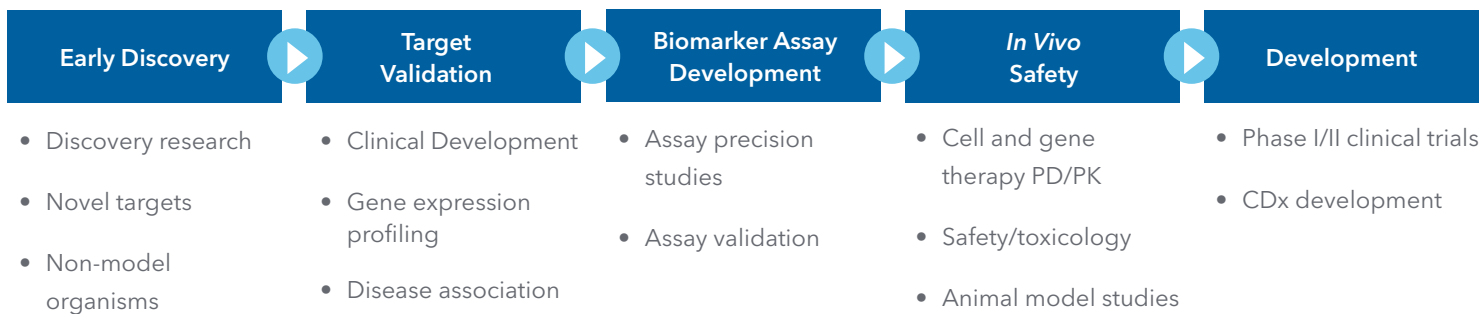 Early Discovery
Target
Validation
Biomarker Assay
Development
In Vivo
Safety
Development
• Discovery research
• Novel targets
• Non-model
organisms
• Clinical Development
• Gene expression
profiling
• Disease association
• Assay precision
studies
• Assay validation
• Cell and gene
therapy PD/PK
• Safety/toxicology
• Animal model studies
• Phase I/II clinical trials
• CDx development